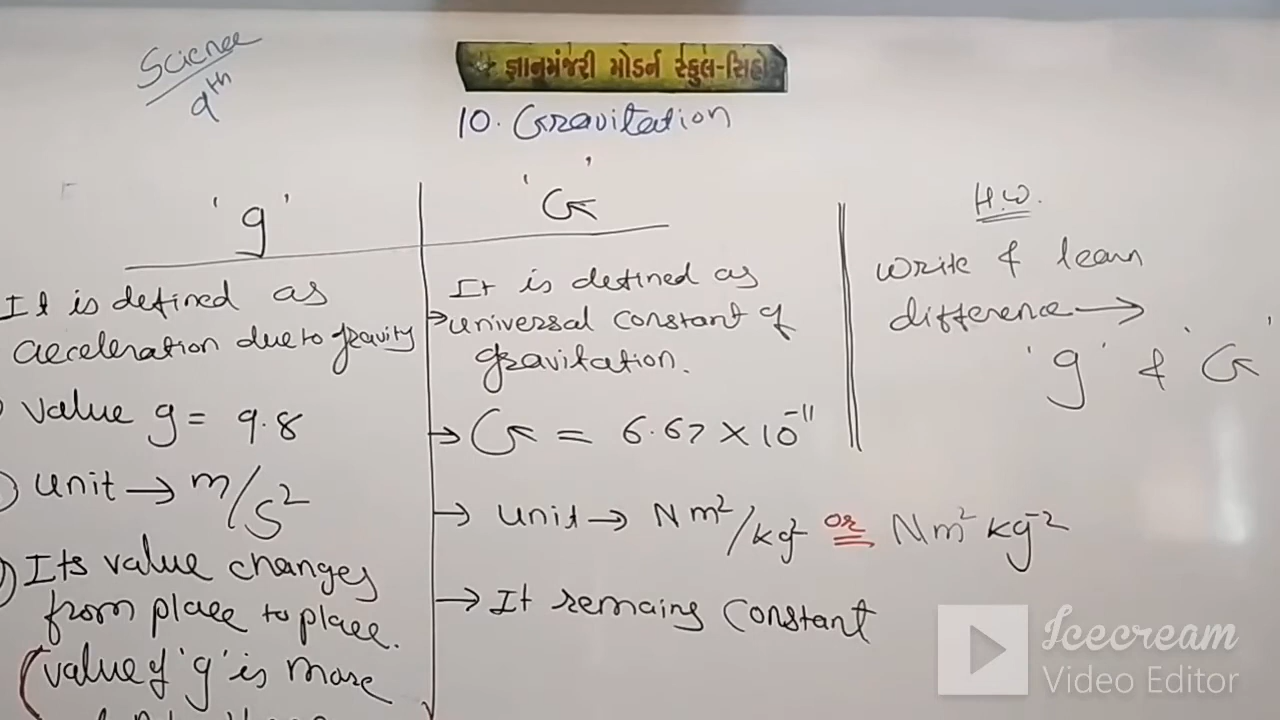 Science
9th
જ્ઞાનમંજરી મોડર્ન સ્કુલ-સિહોર
10. Gravitation
'g'
It is defined as
acceleration due to gravity
value g = 9.8
unit → m/s²
Its value changes
from place to place.
(value of 'g' is more
'G'
It is defined as
→ universal constant of
gravitation.
→ G = 6.67 × 10⁻¹¹
→ unit → Nm²/kg² or Nm²kg⁻²
→ It remains constant
H.W.
write & learn
difference →
'g' & 'G'
Icecream
Video Editor